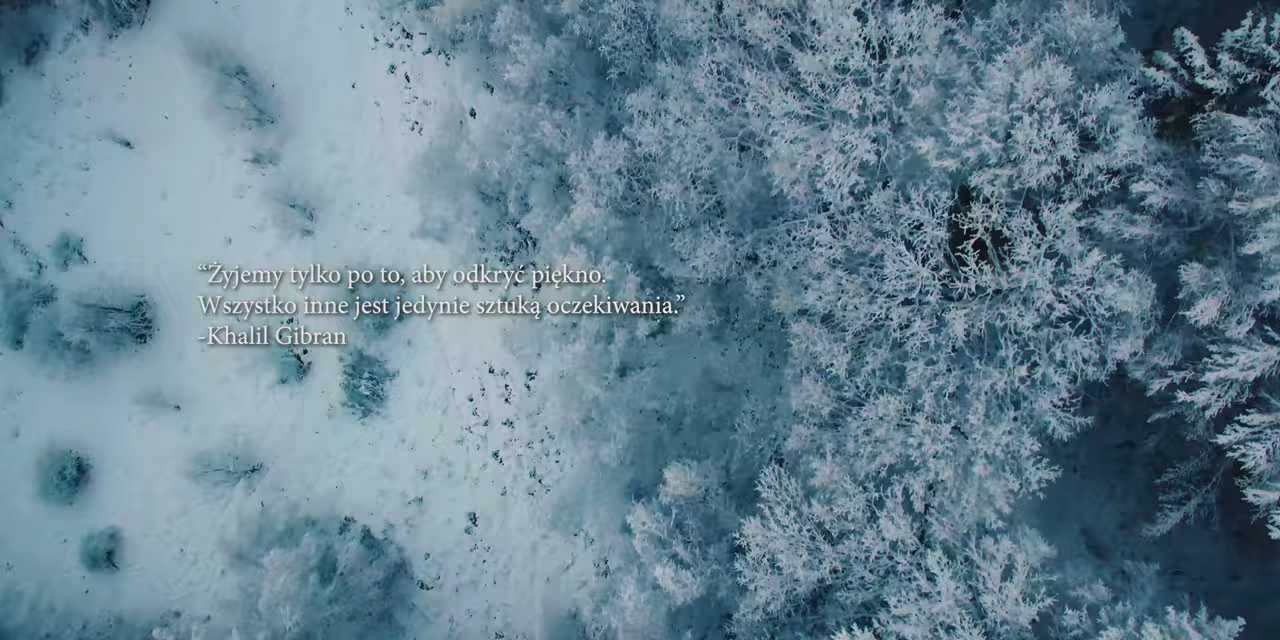 “Żyjemy tylko po to, aby odkryć piękno.
Wszystko inne jest jedynie sztuką oczekiwania.”
-Khalil Gibran